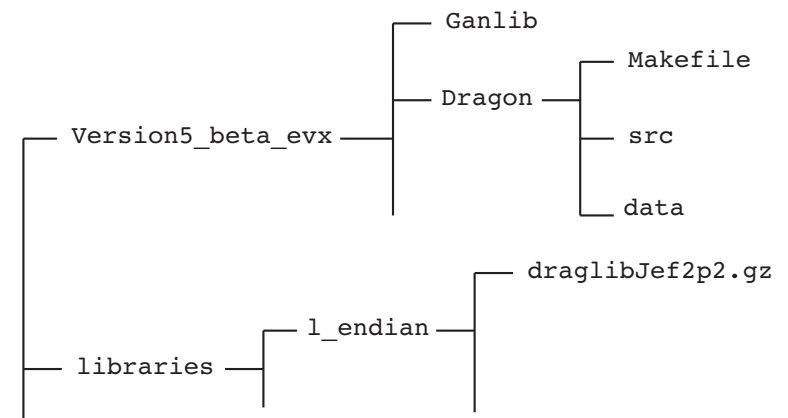 Ganlib
Makefile
Dragon
Version5_beta_evx
src
data
draglibJef2p2.gz
l_endian
libraries